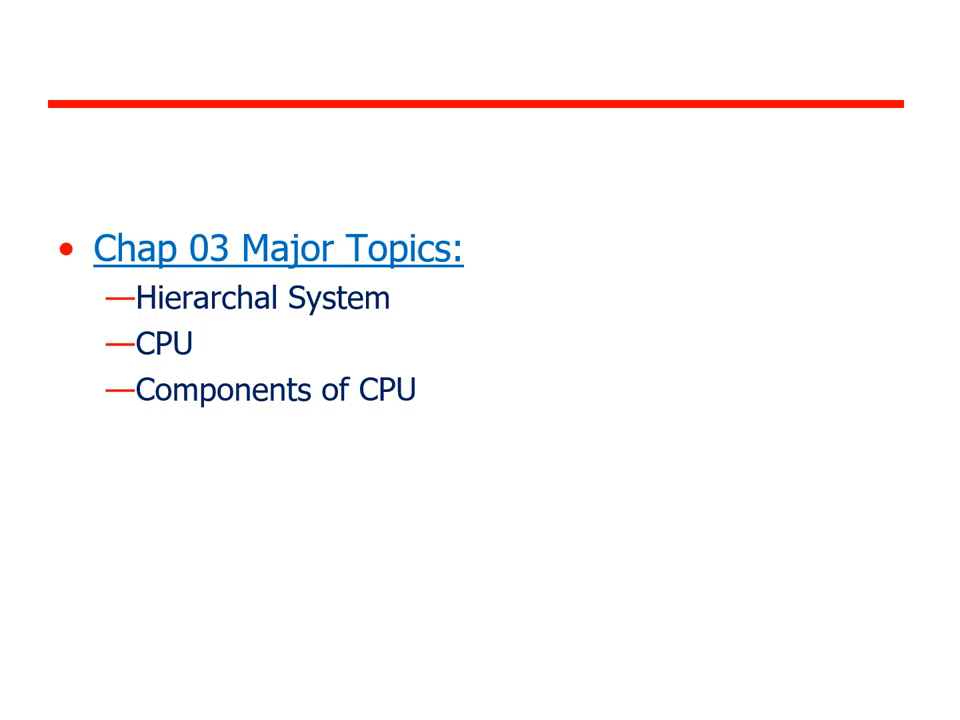 • Chap 03 Major Topics:
—Hierarchal System
—CPU
—Components of CPU